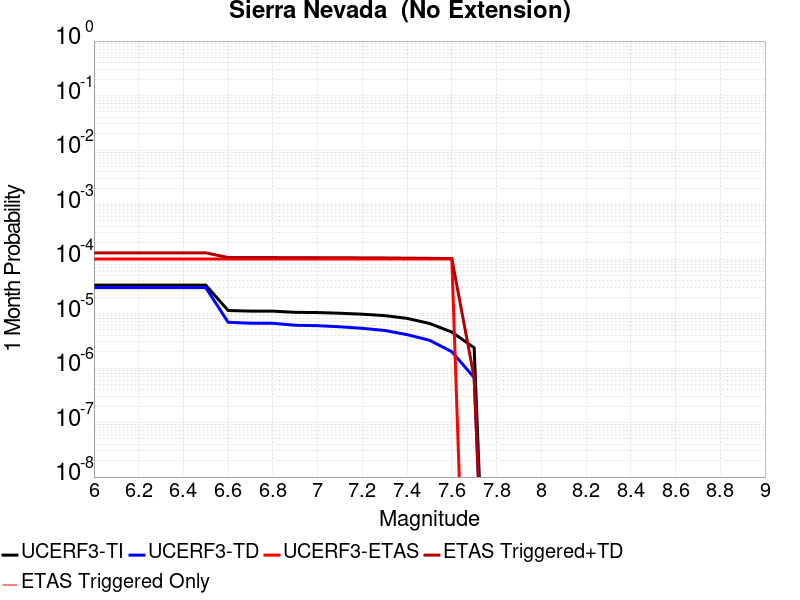 Sierra Nevada  (No Extension)
10^0
10^-1
10^-2
10^-3
10^-4
10^-5
10^-6
10^-7
10^-8
1 Month Probability
6 6.2 6.4 6.6 6.8 7 7.2 7.4 7.6 7.8 8 8.2 8.4 8.6 8.8 9
Magnitude
UCERF3-TI UCERF3-TD UCERF3-ETAS ETAS Triggered+TD
ETAS Triggered Only